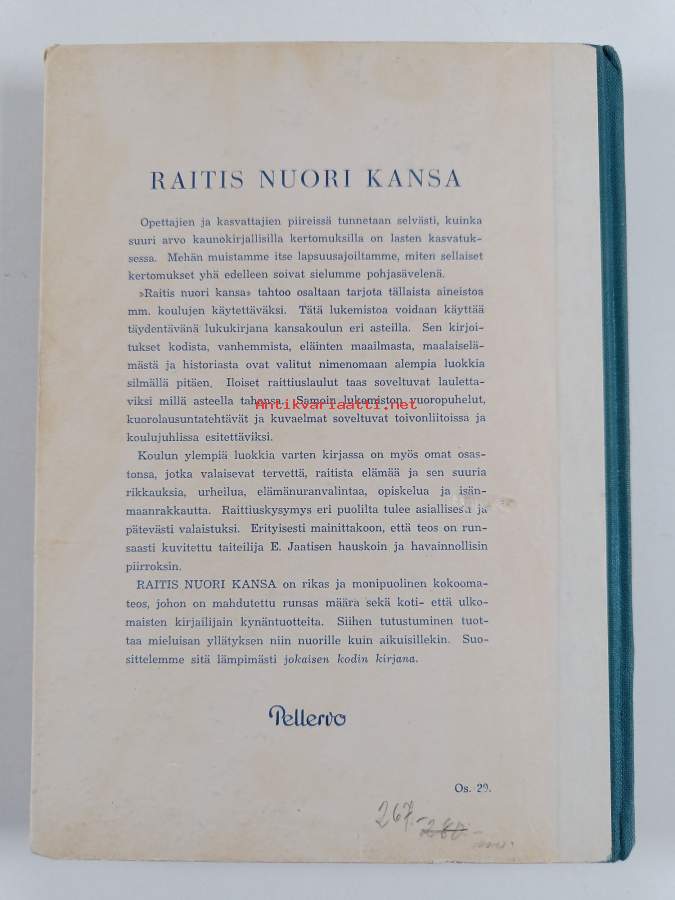 RAITIS NUORI KANSA
Opettajien ja kasvattajien piireissä tunnetaan selvästi, kuinka
suuri arvo kaunokirjallisilla kertomuksilla on lasten kasvatuk-
sessa. Mehän muistamme itse lapsuusajoiltamme, miten sellaiset
kertomukset yhä edelleen soivat sielumme pohjasävelenä.
»Raitis nuori kansa» tahtoo osaltaan tarjota tällaista aineistoa
mm. koulujen käytettäväksi. Tätä lukemistoa voidaan käyttää
täydentävänä lukukirjana kansakoulun eri asteilla. Sen kirjoi-
tukset kodista, vanhemmista, eläinten maailmasta, maalaiselä-
mästä ja historiasta ovat valitut nimenomaan alempia luokkia
silmällä pitäen. Iloiset raittiuslaulut taas soveltuvat lauletta-
viksi millä asteella tahansa. Samoin lukemiston vuoropuhelut,
Antikvariaatti.net
kuorolausuntatehtävät ja kuvaelmat soveltuvat toivonliitoissa ja
koulujuhlissa esitettäviksi.
Koulun ylempiä luokkia varten kirjassa on myös omat osas-
tonsa, jotka valaisevat tervettä, raitista elämää ja sen suuria
rikkauksia, urheilua, elämänuranvalintaa, opiskelua ja isän-
maanrakkautta. Raittiuskysymys eri puolilta tulee asiallisesti ja
pätevästi valaistuksi. Erityisesti mainittakoon, että teos on run-
saasti kuvitettu taiteilija E. Jaatisen hauskoin ja havainnollisin
piirroksin.
RAITIS NUORI KANSA on rikas ja monipuolinen kokooma-
teos, johon on mahdutettu runsas määrä sekä koti- että ulko-
maisten kirjailijain kynäntuotteita. Siihen tutustuminen tuot-
taa mieluisan yllätyksen niin nuorille kuin aikuisillekin. Suo-
sittelemme sitä lämpimästi jokaisen kodin kirjana.
Pellervo
Os. 29.
267.- 280.-